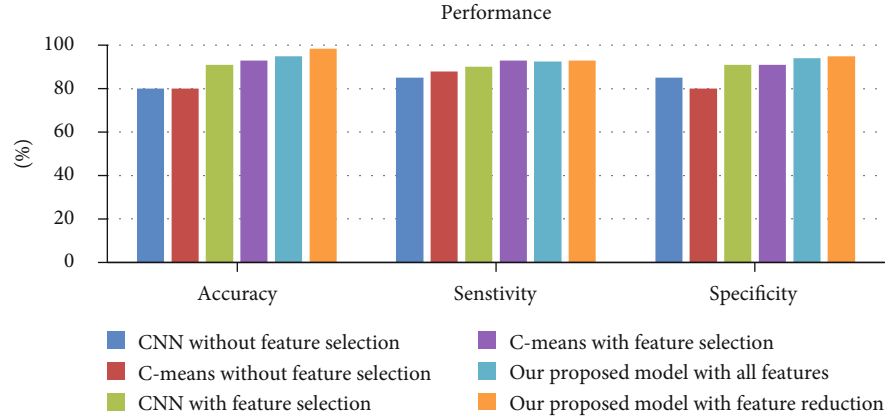 Performance
100
80
60
40
20
0
(%)
Accuracy
Senstivity
Specificity
CNN without feature selection
C-means without feature selection
CNN with feature selection
C-means with feature selection
Our proposed model with all features
Our proposed model with feature reduction